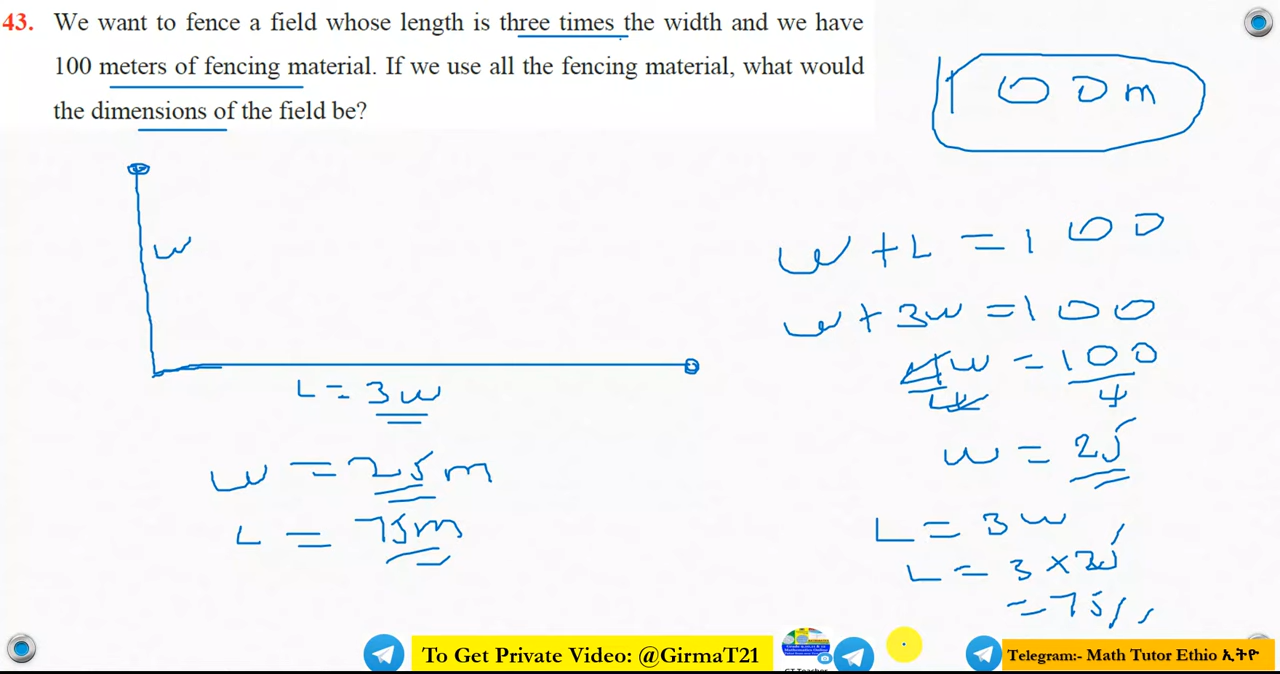 43. We want to fence a field whose length is three times the width and we have
100 meters of fencing material. If we use all the fencing material, what would
the dimensions of the field be?
100m
w
L = 3w
w = 25m
L = 75m
w + L = 100
w + 3w = 100
4w = 100
4 4
w = 25
L = 3w
L = 3 × 25
= 75
To Get Private Video: @GirmaT21
Telegram:- Math Tutor Ethio ኢትዮ